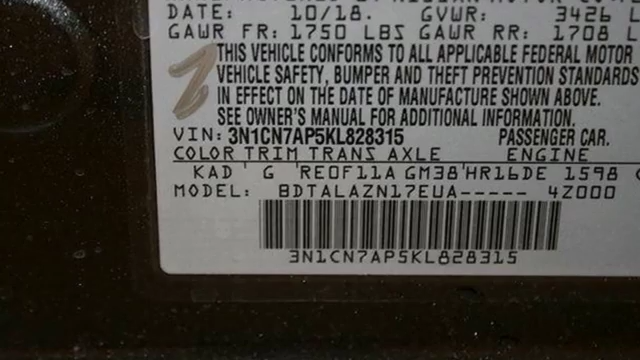 DATE: 10/18. GVWR: 3426 L
GAWR FR: 1750 LBS GAWR RR: 1708 L
THIS VEHICLE CONFORMS TO ALL APPLICABLE FEDERAL MOTOR
VEHICLE SAFETY, BUMPER AND THEFT PREVENTION STANDARDS
IN EFFECT ON THE DATE OF MANUFACTURE SHOWN ABOVE.
SEE OWNER'S MANUAL FOR ADDITIONAL INFORMATION.
VIN: 3N1CN7AP5KL828315 PASSENGER CAR.
COLOR TRIM TRANS AXLE ENGINE
KAD G RE0F11A GM38 HR16DE 1598
MODEL: BDTALAZN17EUA----- 4Z000
3N1CN7AP5KL828315